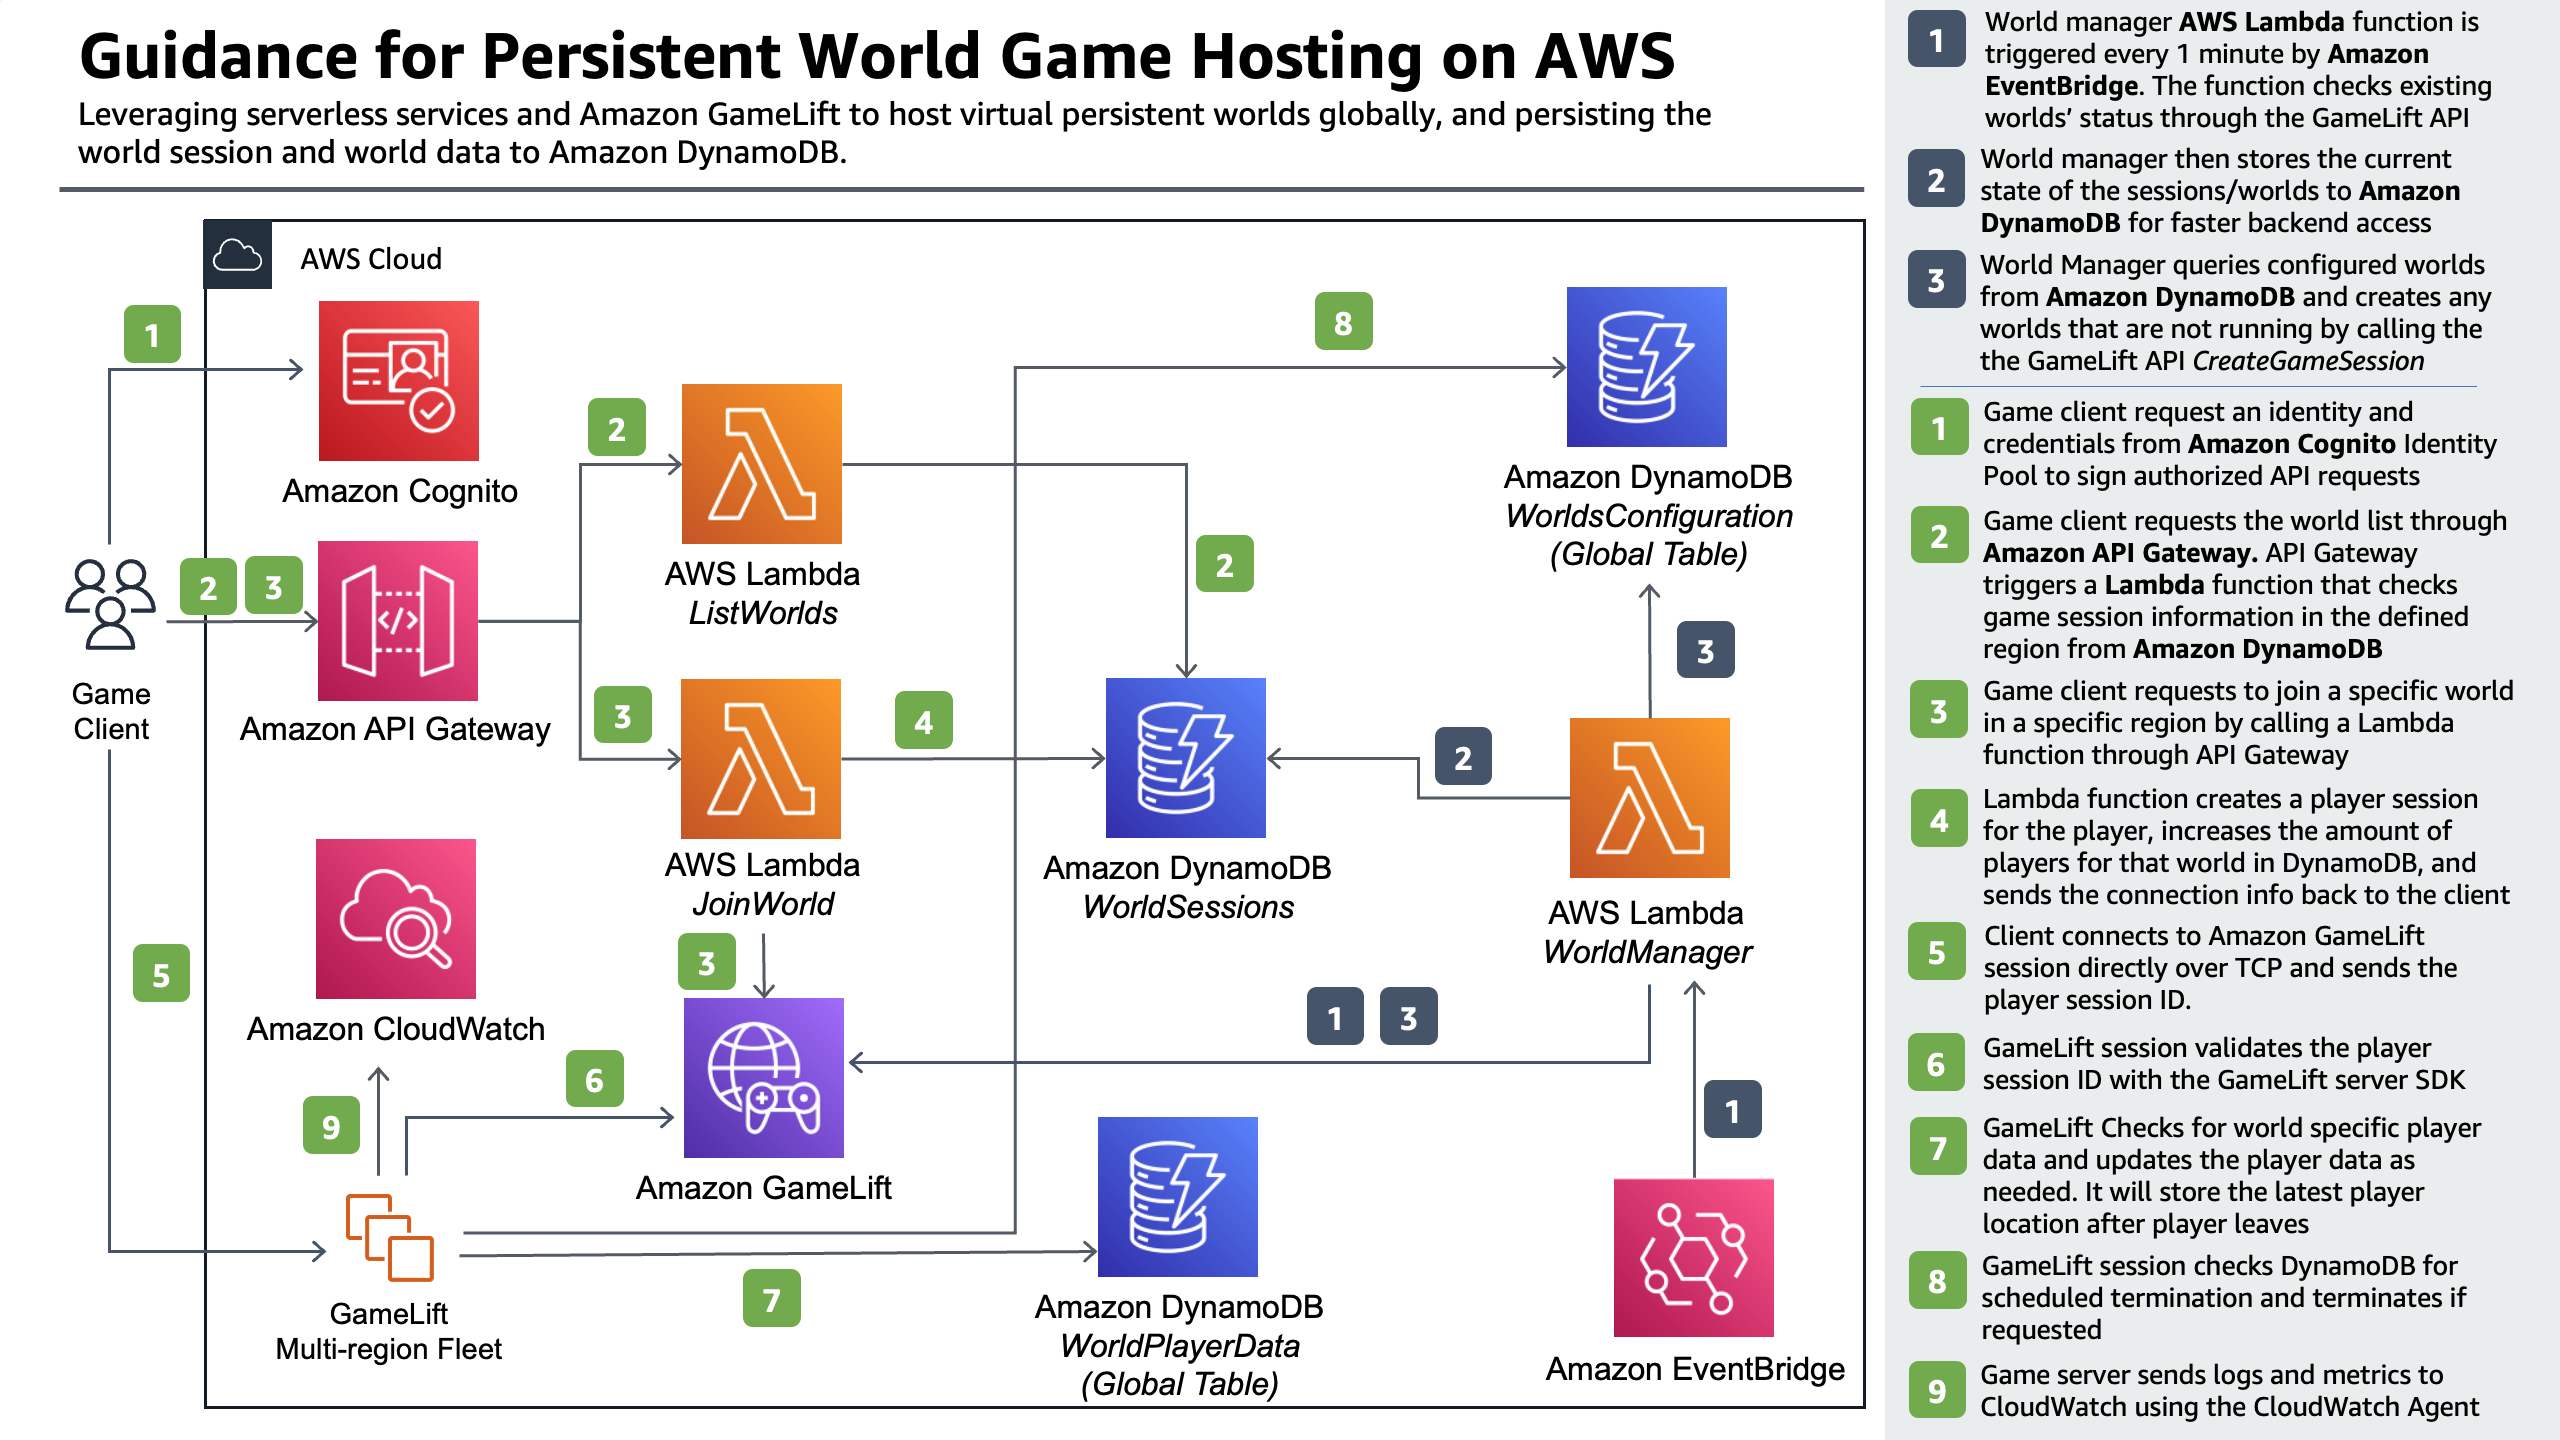 Guidance for Persistent World Game Hosting on AWS
Leveraging serverless services and Amazon GameLift to host virtual persistent worlds globally, and persisting the
world session and world data to Amazon DynamoDB.
AWS Cloud
1
Amazon Cognito
2 3
Game
Client
Amazon API Gateway
2
AWS Lambda
ListWorlds
3
AWS Lambda
JoinWorld
4
2
8
Amazon DynamoDB
WorldsConfiguration
(Global Table)
3
Amazon DynamoDB
WorldSessions
2
AWS Lambda
WorldManager
5
Amazon CloudWatch
3
1 3
9
6
Amazon GameLift
1
GameLift
Multi-region Fleet
7
Amazon DynamoDB
WorldPlayerData
(Global Table)
Amazon EventBridge
1
World manager AWS Lambda function is
triggered every 1 minute by Amazon
EventBridge. The function checks existing
worlds’ status through the GameLift API
2
World manager then stores the current
state of the sessions/worlds to Amazon
DynamoDB for faster backend access
3
World Manager queries configured worlds
from Amazon DynamoDB and creates any
worlds that are not running by calling the
the GameLift API CreateGameSession
1
Game client request an identity and
credentials from Amazon Cognito Identity
Pool to sign authorized API requests
2
Game client requests the world list through
Amazon API Gateway. API Gateway
triggers a Lambda function that checks
game session information in the defined
region from Amazon DynamoDB
3
Game client requests to join a specific world
in a specific region by calling a Lambda
function through API Gateway
4
Lambda function creates a player session
for the player, increases the amount of
players for that world in DynamoDB, and
sends the connection info back to the client
5
Client connects to Amazon GameLift
session directly over TCP and sends the
player session ID.
6
GameLift session validates the player
session ID with the GameLift server SDK
7
GameLift Checks for world specific player
data and updates the player data as
needed. It will store the latest player
location after player leaves
8
GameLift session checks DynamoDB for
scheduled termination and terminates if
requested
9
Game server sends logs and metrics to
CloudWatch using the CloudWatch Agent